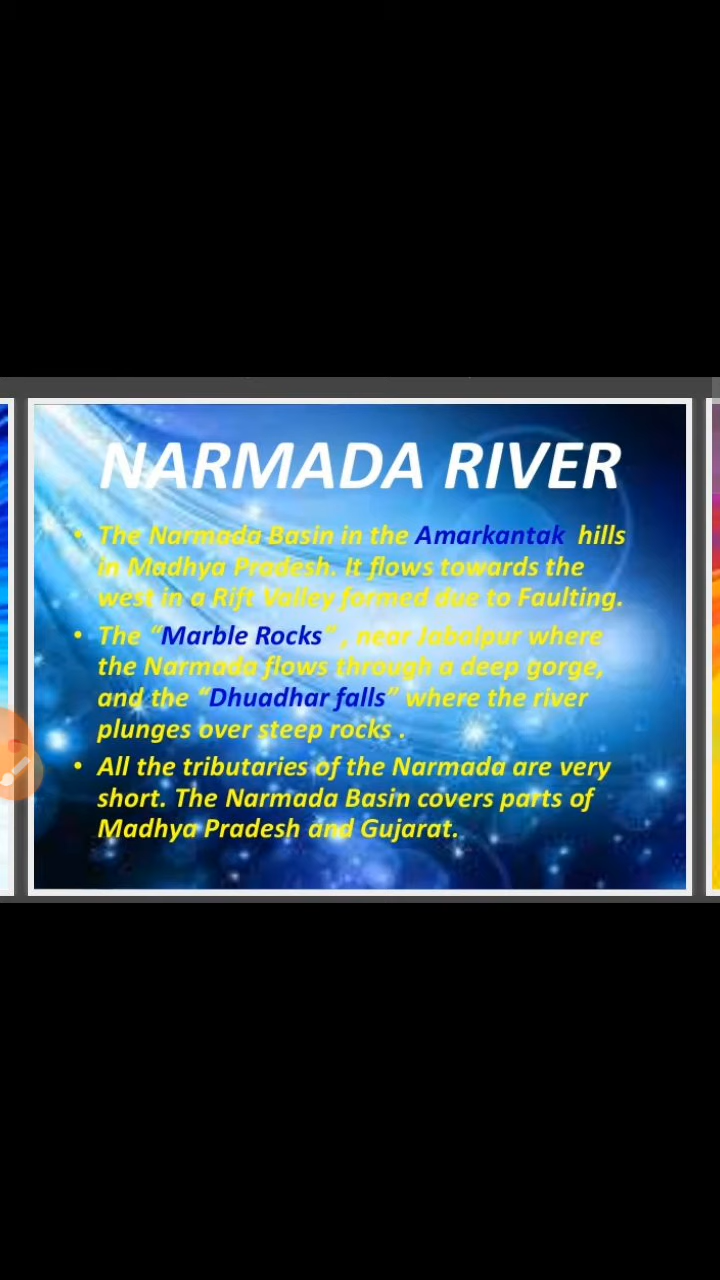 NARMADA RIVER
• The Narmada Basin in the Amarkantak hills
in Madhya Pradesh. It flows towards the
west in a Rift Valley formed due to Faulting.
• The “Marble Rocks” , near Jabalpur where
the Narmada flows through a deep gorge,
and the “Dhuadhar falls” where the river
plunges over steep rocks .
• All the tributaries of the Narmada are very
short. The Narmada Basin covers parts of
Madhya Pradesh and Gujarat.